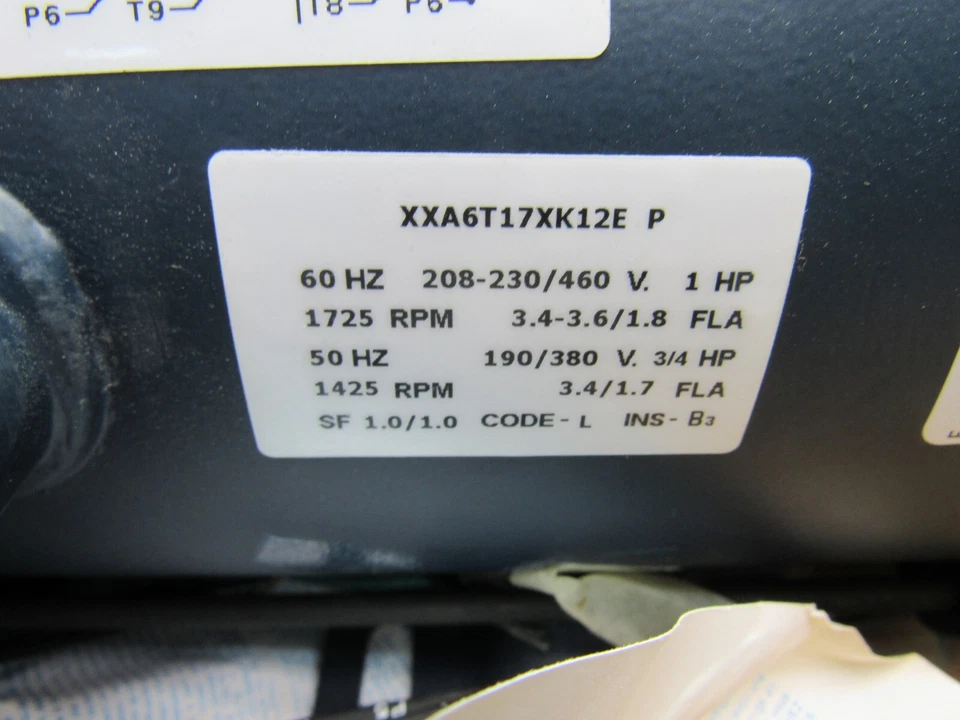 P6 T9 T8 P6
XXA6T17XK12E P
60 HZ 208-230/460 V. 1 HP
1725 RPM 3.4-3.6/1.8 FLA
50 HZ 190/380 V. 3/4 HP
1425 RPM 3.4/1.7 FLA
SF 1.0/1.0 CODE- L INS- B3